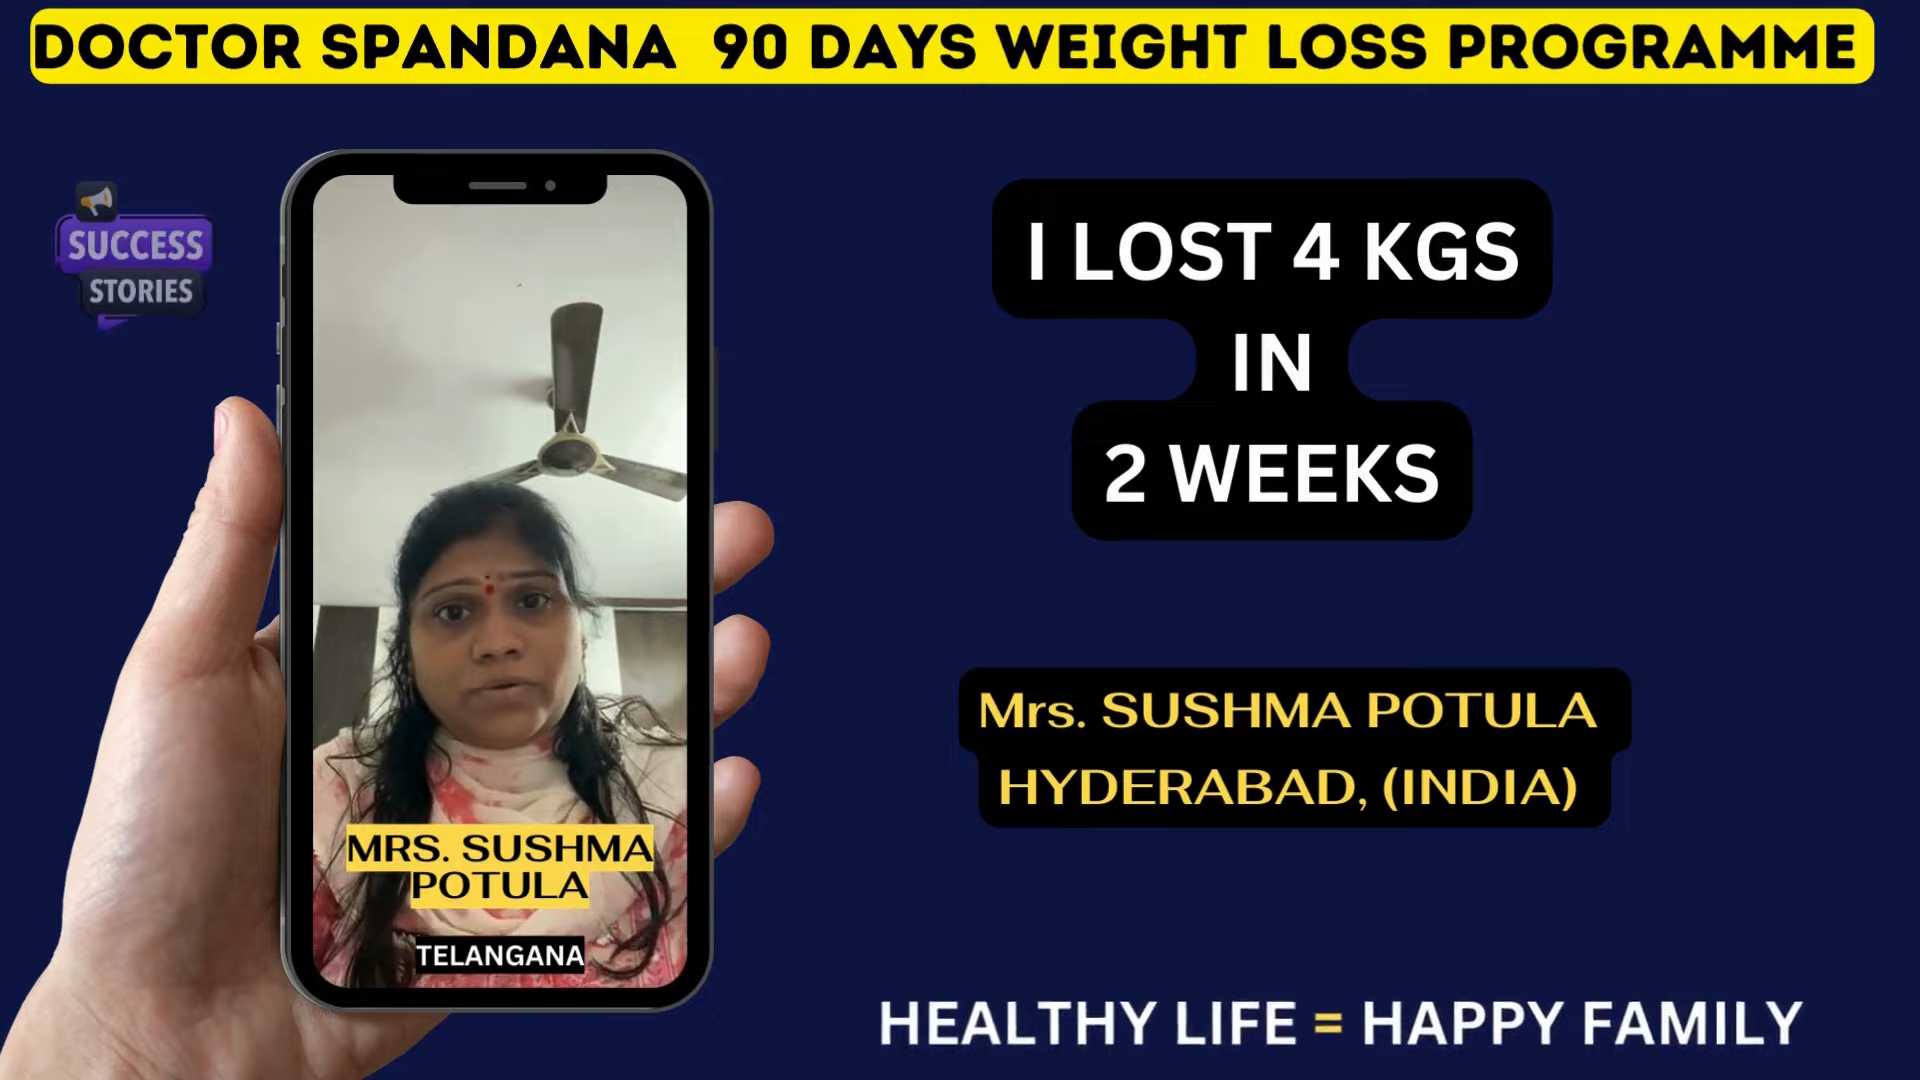 DOCTOR SPANDANA 90 DAYS WEIGHT LOSS PROGRAMME
SUCCESS
STORIES
I LOST 4 KGS
IN
2 WEEKS
Mrs. SUSHMA POTULA
HYDERABAD, (INDIA)
MRS. SUSHMA
POTULA
TELANGANA
HEALTHY LIFE = HAPPY FAMILY